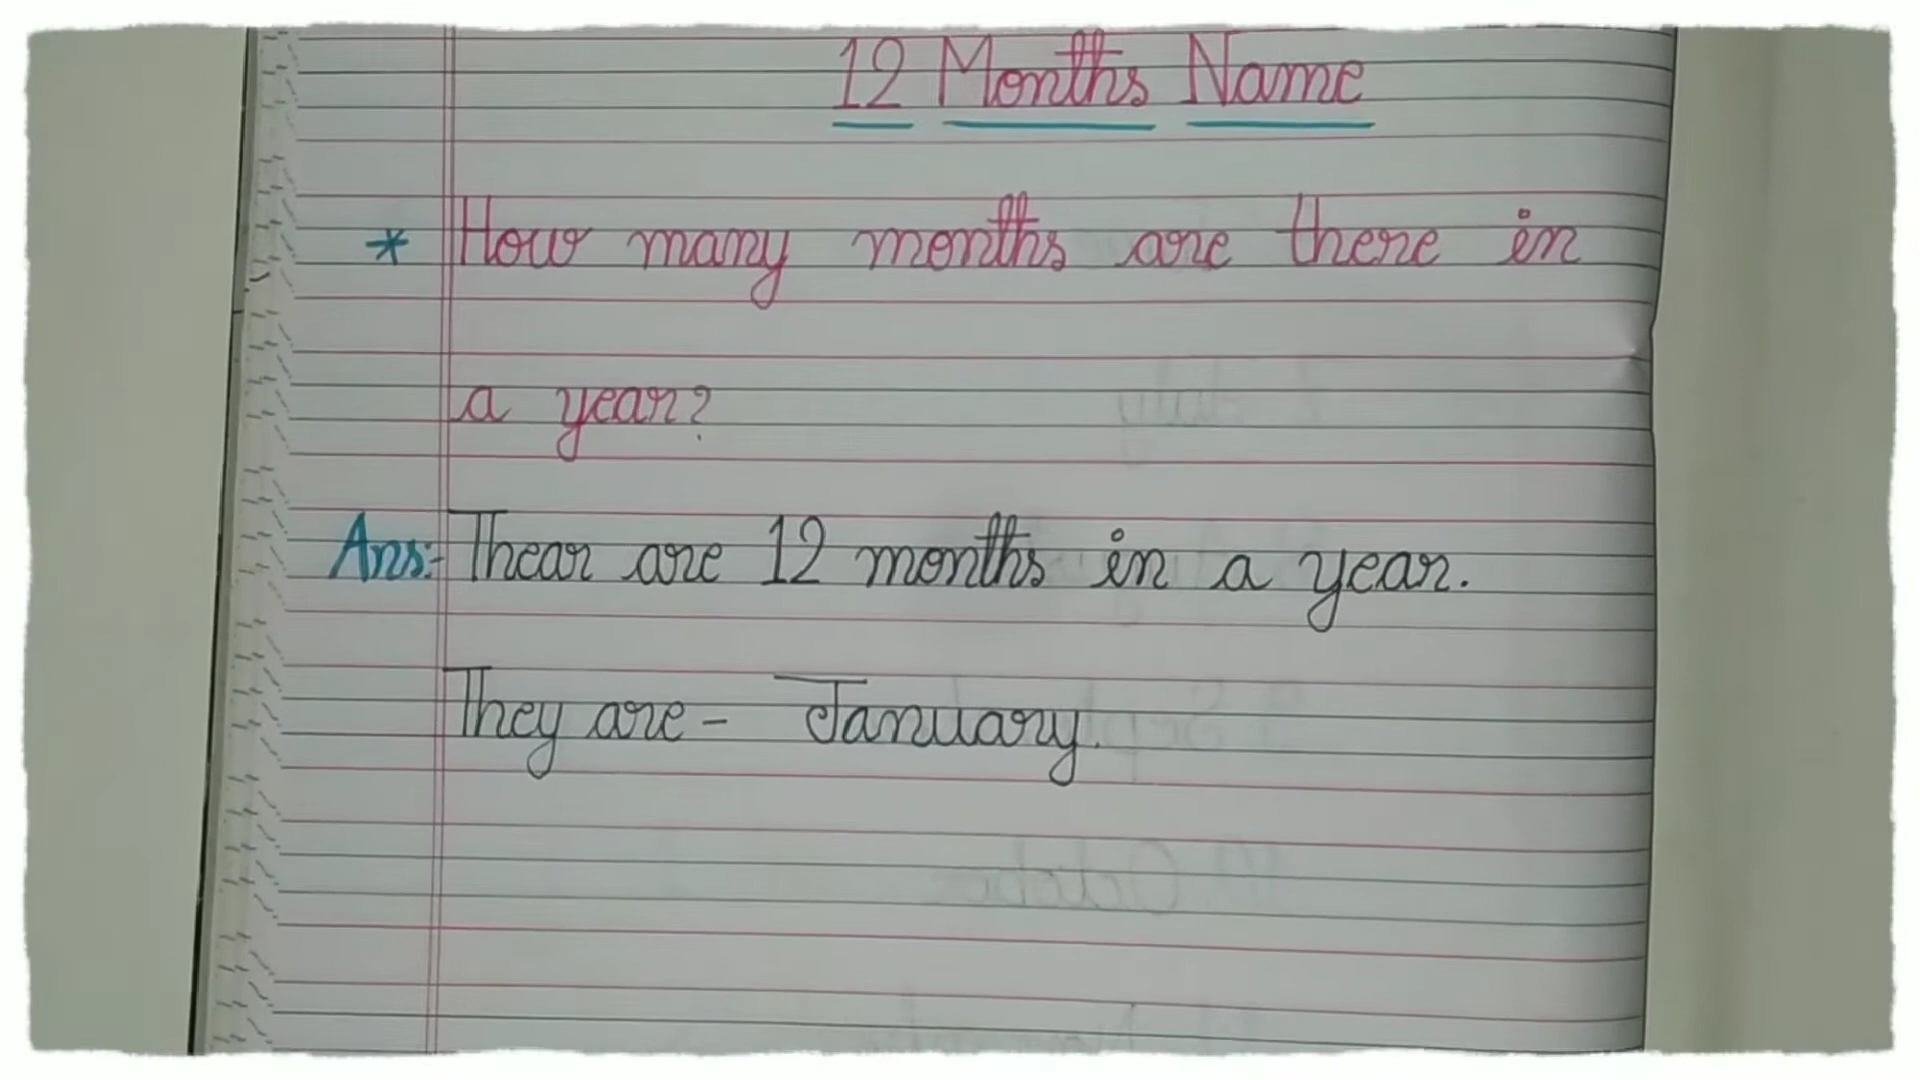 12 Months Name
* How many months are there in
a year?
Ans:- Thear are 12 months in a year.
They are - January.